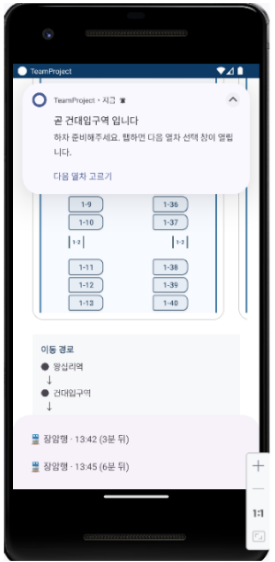 TeamProject
TeamProject · 지금
곧 건대입구역 입니다
하차 준비해주세요. 탭하면 다음 열차 선택 창이 열립
니다.
다음 열차 고르기
1-9 1-36
1-10 1-37
1-2 1-2
1-11 1-38
1-12 1-39
1-13 1-40
이동 경로
왕십리역
↓
건대입구역
↓
장암행 · 13:42 (3분 뒤)
장암행 · 13:45 (6분 뒤)
1:1